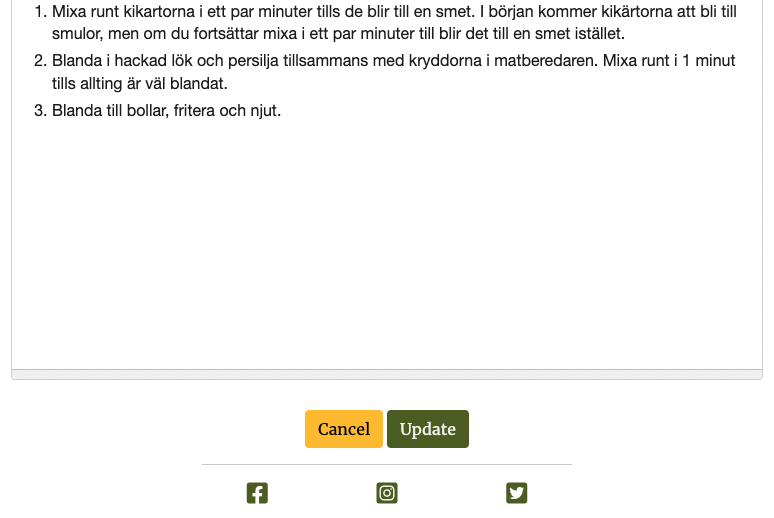 1. Mixa runt kikartorna i ett par minuter tills de blir till en smet. I början kommer kikärtorna att bli till
smulor, men om du fortsättar mixa i ett par minuter till blir det till en smet istället.
2. Blanda i hackad lök och persilja tillsammans med kryddorna i matberedaren. Mixa runt i 1 minut
tills allting är väl blandat.
3. Blanda till bollar, fritera och njut.
Cancel Update